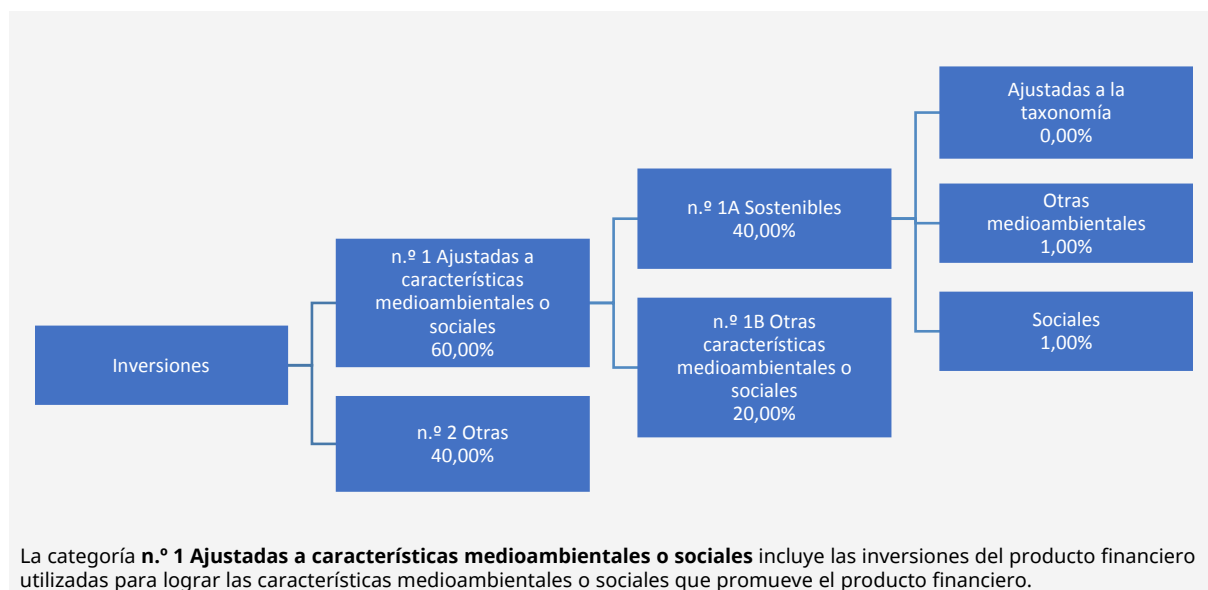 Inversiones
n.º 1 Ajustadas a
características
medioambientales o
sociales
60,00%
n.º 2 Otras
40,00%
n.º 1A Sostenibles
40,00%
n.º 1B Otras
características
medioambientales o
sociales
20,00%
Ajustadas a la
taxonomía
0,00%
Otras
medioambientales
1,00%
Sociales
1,00%
La categoría n.º 1 Ajustadas a características medioambientales o sociales incluye las inversiones del producto financiero
utilizadas para lograr las características medioambientales o sociales que promueve el producto financiero.